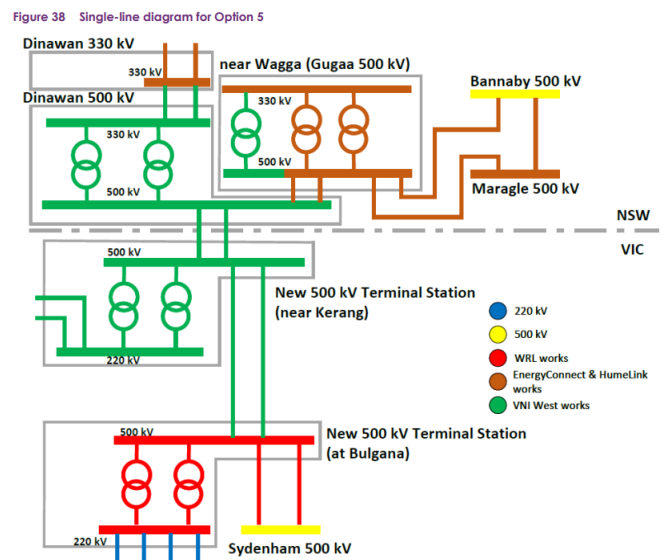 Figure 38 Single-line diagram for Option 5
Dinawan 330 kV
330 kV
near Wagga (Gugaa 500 kV)
Bannaby 500 kV
Dinawan 500 kV
330 kV
330 kV
500 kV
500 kV
Maragle 500 kV
NSW
VIC
500 kV
New 500 kV Terminal Station
(near Kerang)
220 kV
220 kV
500 kV
WRL works
EnergyConnect & HumeLink
works
VNI West works
500 kV
New 500 kV Terminal Station
(at Bulgana)
220 kV
Sydenham 500 kV